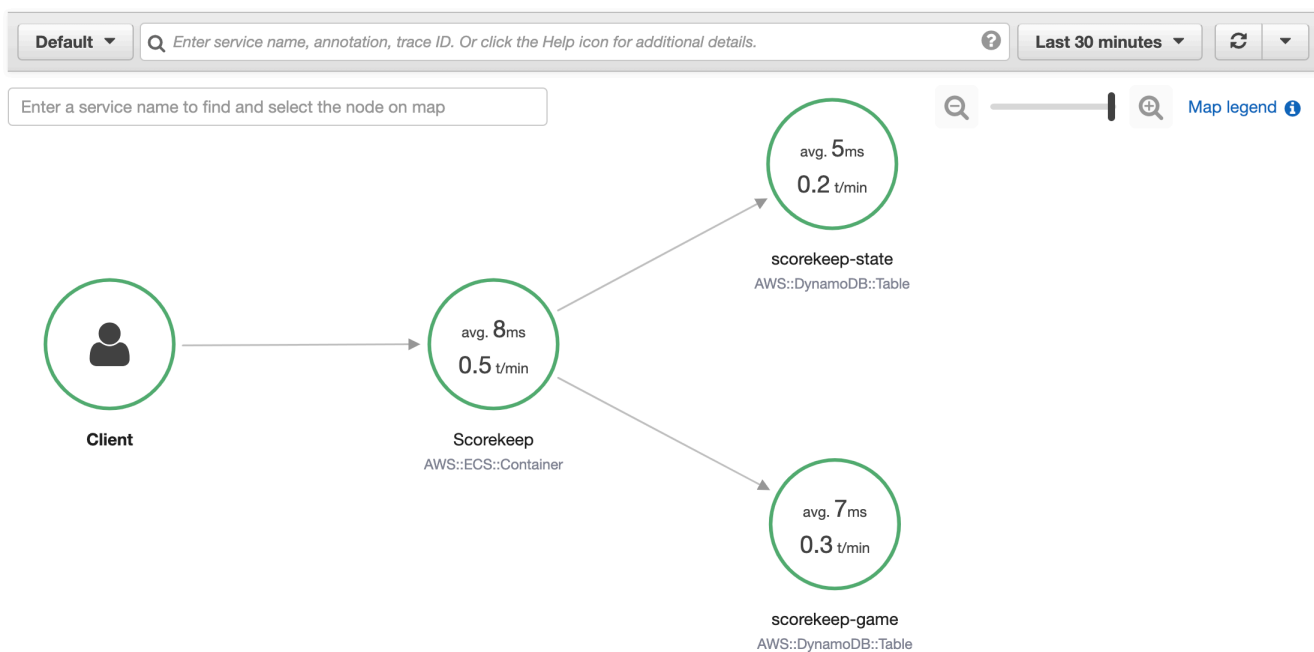 Default
Enter service name, annotation, trace ID. Or click the Help icon for additional details.
?
Last 30 minutes
Enter a service name to find and select the node on map
Map legend i
avg. 5ms
0.2 t/min
scorekeep-state
AWS::DynamoDB::Table
Client
avg. 8ms
0.5 t/min
Scorekeep
AWS::ECS::Container
avg. 7ms
0.3 t/min
scorekeep-game
AWS::DynamoDB::Table